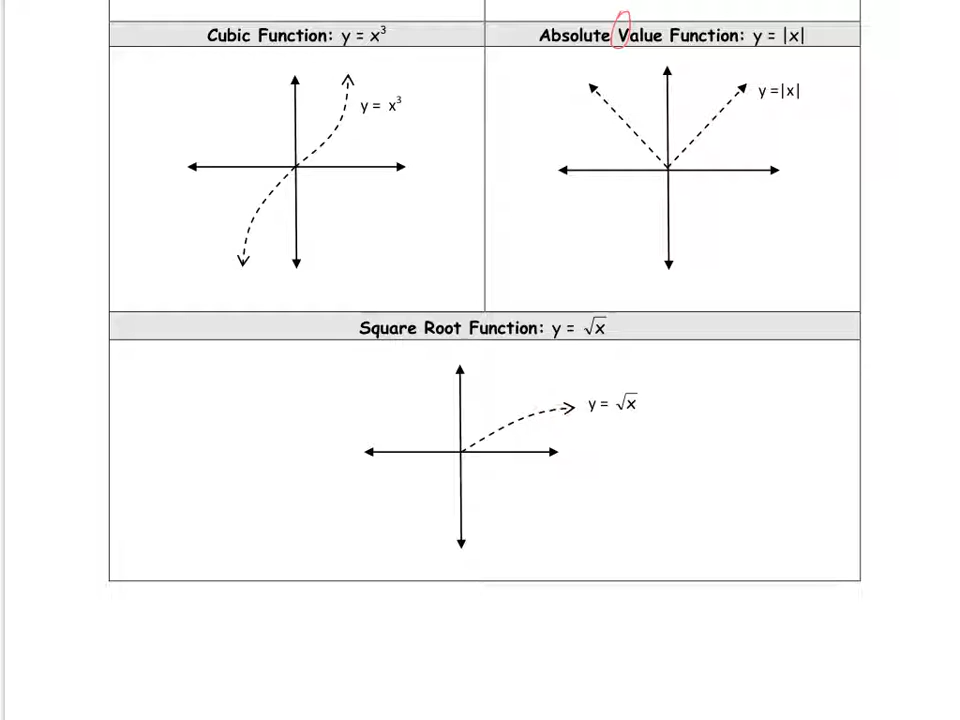 Cubic Function: y = x³
Absolute Value Function: y = |x|
y = x³
y =|x|
Square Root Function: y = √x
y = √x